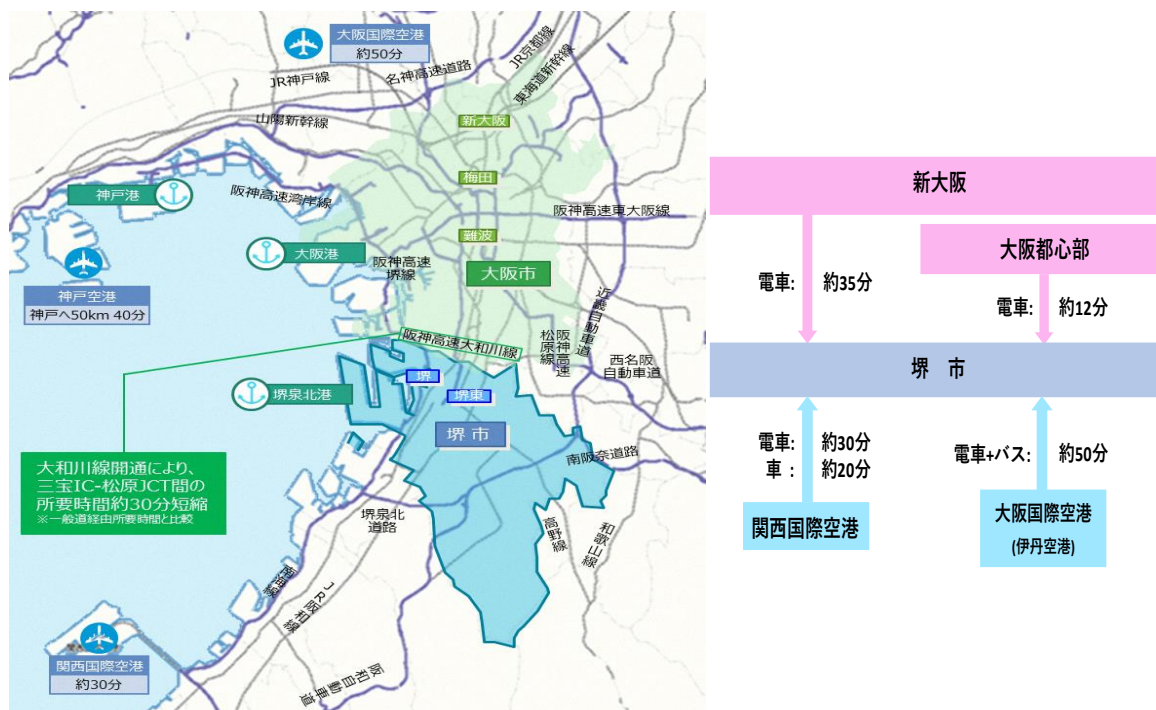 大阪国際空港
約50分
JR京都線
東海道新幹線
名神高速道路
JR神戸線
山陽新幹線
新大阪
梅田
阪神高速湾岸線
神戸港
阪神高速東大阪線
難波
大阪港
阪神高速
堺線
大阪市
神戸空港
神戸へ50km 40分
近畿自動車道
阪神高速大和川線
阪神高速
松原線
西名阪
自動車道
堺
堺東
堺泉北港
堺市
南阪奈道路
大和川線開通により、
三宝IC-松原JCT間の
所要時間約30分短縮
※一般道経由所要時間と比較
堺泉北
道路
高野線
和歌山線
南海線
JR阪和線
関西国際空港
約30分
阪和自動車道
新大阪
大阪都心部
電車: 約35分
電車: 約12分
堺 市
電車: 約30分
車 : 約20分
電車+バス: 約50分
関西国際空港
大阪国際空港
(伊丹空港)